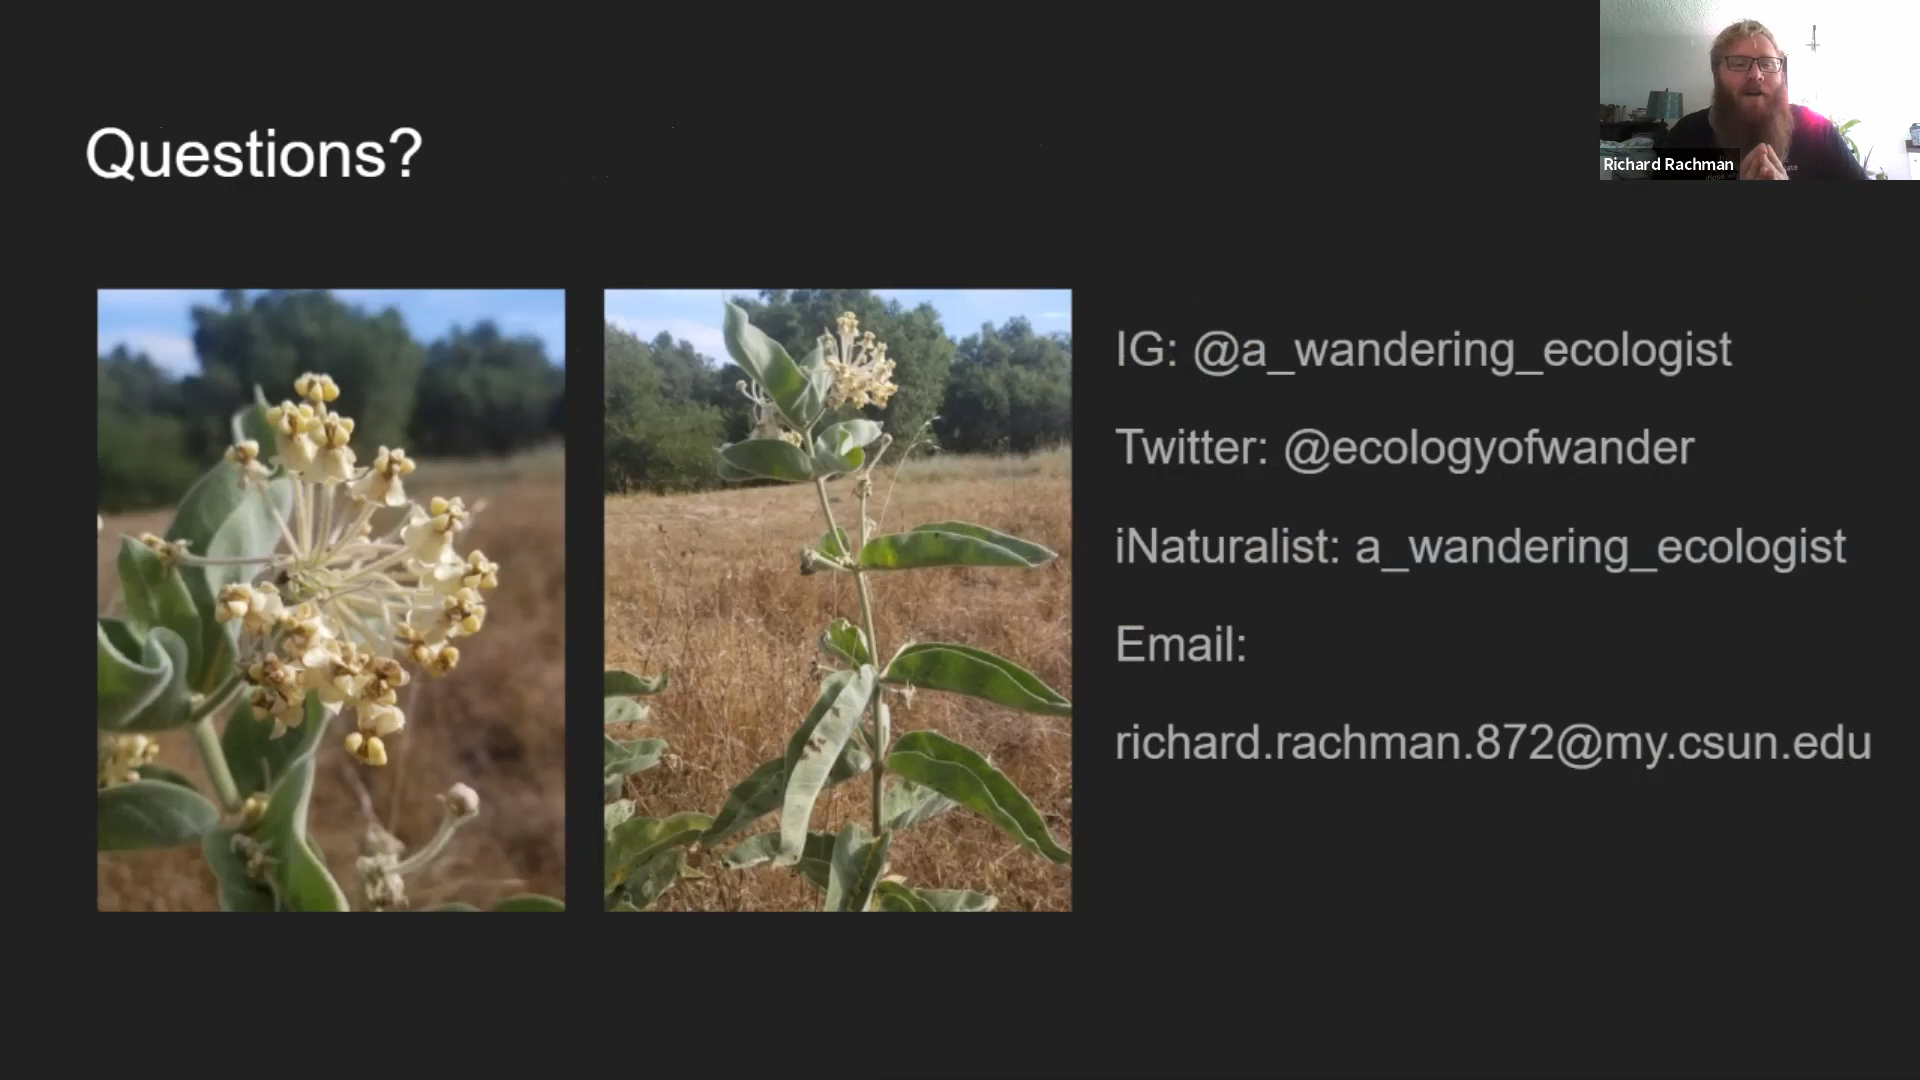 Questions?
Richard Rachman
IG: @a_wandering_ecologist
Twitter: @ecologyofwander
iNaturalist: a_wandering_ecologist
Email:
richard.rachman.872@my.csun.edu